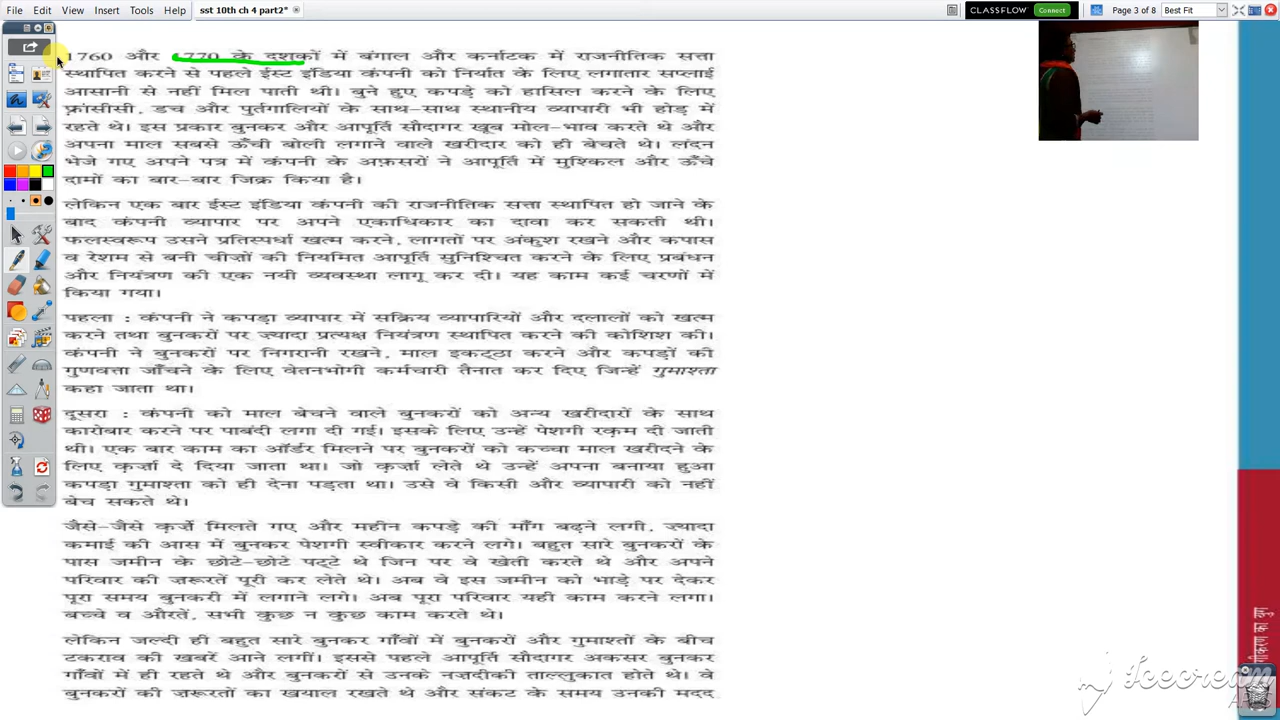 File Edit View Insert Tools Help sst 10th ch 4 part2* CLASSFLOW Connect Page 3 of 8 Best Fit
1760 और 1770 के दशकों में बंगाल और कर्नाटक में राजनीतिक सत्ता
स्थापित करने से पहले ईस्ट इंडिया कंपनी को निर्यात के लिए लगातार सप्लाई
आसानी से नहीं मिल पाती थी। बुने हुए कपड़े को हासिल करने के लिए
फ़्रांसीसी, डच और पुर्तगालियों के साथ-साथ स्थानीय व्यापारी भी होड़ में
रहते थे। इस प्रकार बुनकर और आपूर्ति सौदागर खूब मोल-भाव करते थे और
अपना माल सबसे ऊँची बोली लगाने वाले खरीदार को ही बेचते थे। लंदन
भेजे गए अपने पत्र में कंपनी के अफ़सरों ने आपूर्ति में मुश्किल और ऊँचे
दामों का बार-बार जिक्र किया है।
लेकिन एक बार ईस्ट इंडिया कंपनी की राजनीतिक सत्ता स्थापित हो जाने के
बाद कंपनी व्यापार पर अपने एकाधिकार का दावा कर सकती थी।
फलस्वरूप उसने प्रतिस्पर्धा खत्म करने, लागतों पर अंकुश रखने और कपास
व रेशम से बनी चीज़ों की नियमित आपूर्ति सुनिश्चित करने के लिए प्रबंधन
और नियंत्रण की एक नयी व्यवस्था लागू कर दी। यह काम कई चरणों में
किया गया।
पहला : कंपनी ने कपड़ा व्यापार में सक्रिय व्यापारियों और दलालों को खत्म
करने तथा बुनकरों पर ज़्यादा प्रत्यक्ष नियंत्रण स्थापित करने की कोशिश की।
कंपनी ने बुनकरों पर निगरानी रखने, माल इकट्ठा करने और कपड़ों की
गुणवत्ता जाँचने के लिए वेतनभोगी कर्मचारी तैनात कर दिए जिन्हें गुमाश्ता
कहा जाता था।
दूसरा : कंपनी को माल बेचने वाले बुनकरों को अन्य खरीदारों के साथ
कारोबार करने पर पाबंदी लगा दी गई। इसके लिए उन्हें पेशगी रक़म दी जाती
थी। एक बार काम का ऑर्डर मिलने पर बुनकरों को कच्चा माल खरीदने के
लिए क़र्ज़ा दे दिया जाता था। जो क़र्ज़ा लेते थे उन्हें अपना बनाया हुआ
कपड़ा गुमाश्ता को ही देना पड़ता था। उसे वे किसी और व्यापारी को नहीं
बेच सकते थे।
जैसे-जैसे क़र्ज़े मिलते गए और महीन कपड़े की माँग बढ़ने लगी, ज़्यादा
कमाई की आस में बुनकर पेशगी स्वीकार करने लगे। बहुत सारे बुनकरों के
पास जमीन के छोटे-छोटे पट्टे थे जिन पर वे खेती करते थे और अपने
परिवार की ज़रूरतें पूरी कर लेते थे। अब वे इस जमीन को भाड़े पर देकर
पूरा समय बुनकरी में लगाने लगे। अब पूरा परिवार यही काम करने लगा।
बच्चे व औरतें, सभी कुछ न कुछ काम करते थे।
लेकिन जल्दी ही बहुत सारे बुनकर गाँवों में बुनकरों और गुमाश्तों के बीच
टकराव की खबरें आने लगीं। इससे पहले आपूर्ति सौदागर अकसर बुनकर
गाँवों में ही रहते थे और बुनकरों से उनके नज़दीकी ताल्लुकात होते थे। वे
बुनकरों की ज़रूरतों का खयाल रखते थे और संकट के समय उनकी मदद
Icecream